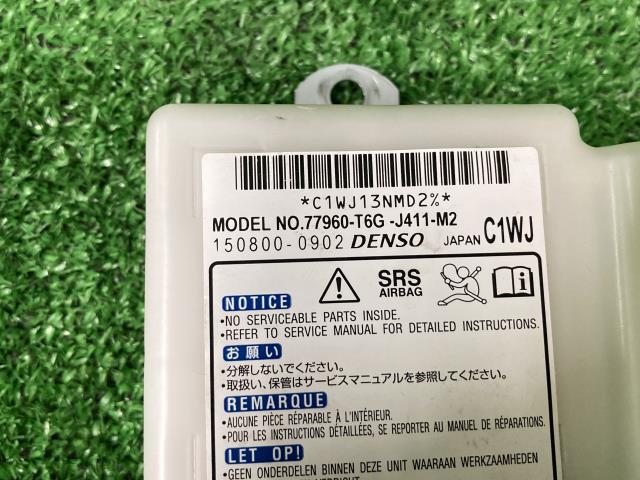 *C1WJ13NMD2%*
MODEL NO.77960-T6G -J411-M2
150800-0902 DENSO JAPAN C1WJ
SRS
AIRBAG
NOTICE
•NO SERVICEABLE PARTS INSIDE.
•REFER TO SERVICE MANUAL FOR DETAILED INSTRUCTIONS.
お願い
•分解しないでください。
•取扱い、保管はサービスマニュアルを参照してください。
REMARQUE
•AUCUNE PIÈCE RÉPARABLE À L'INTÉRIEUR.
•POUR LES INSTRUCTIONS DÉTAILLÉES, SE REPORTER AU MANUEL DE RÉPARATIONS.
LET OP!
•GEEN ONDERDELEN BINNEN DEZE UNIT WAARAAN WERKZAAMHEDEN